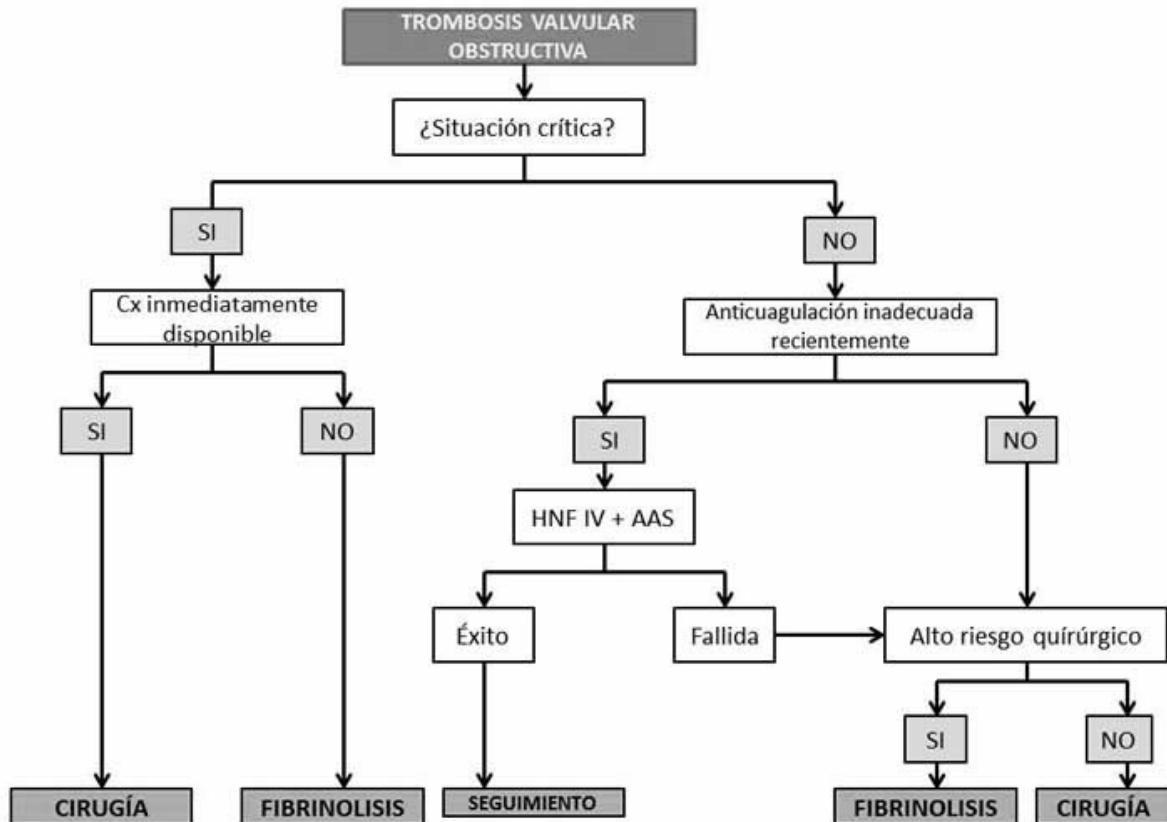 TROMBOSIS VALVULAR
OBSTRUCTIVA
¿Situación crítica?
SI
NO
Cx inmediatamente
disponible
Anticuagulación inadecuada
recientemente
SI
NO
SI
NO
HNF IV + AAS
Éxito
Fallida
Alto riesgo quírúrgico
SI
NO
CIRUGÍA
FIBRINOLISIS
SEGUIMIENTO
FIBRINOLISIS
CIRUGÍA